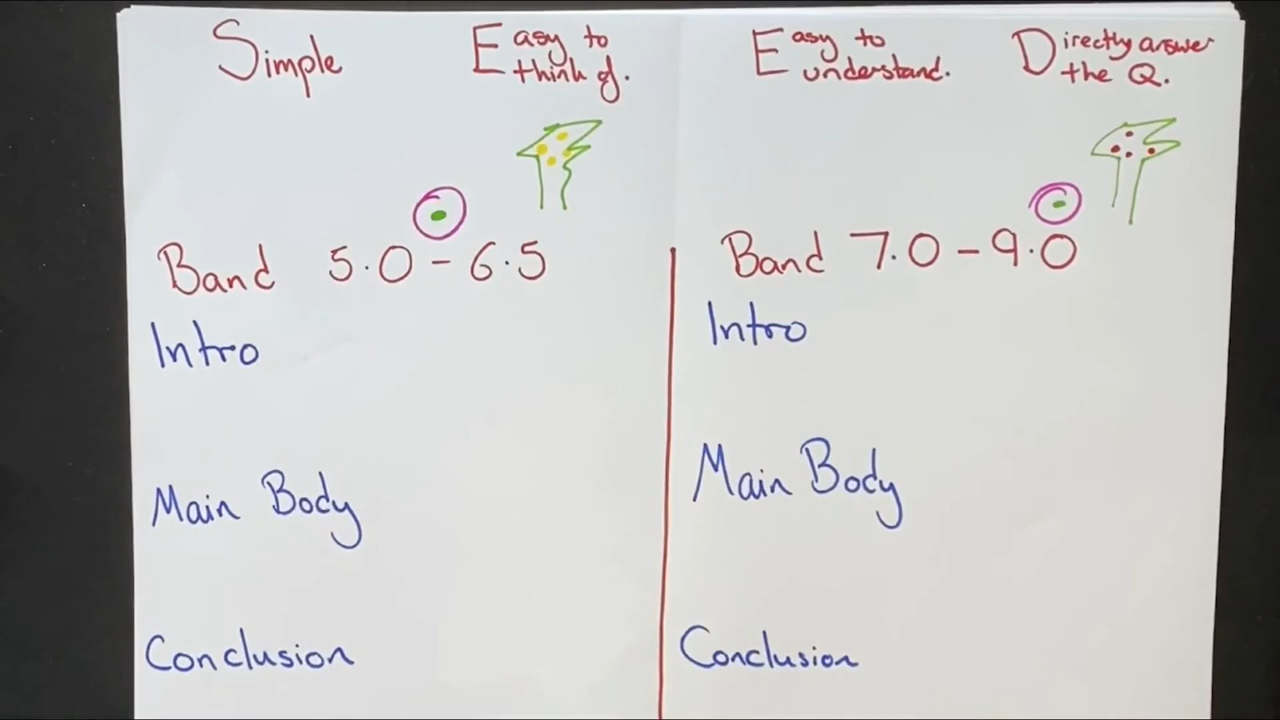 Simple
Easy to
think of.
Easy to
understand.
Directly answer
the Q.
Band 5.0 - 6.5
Intro
Main Body
Conclusion
Band 7.0 - 9.0
Intro
Main Body
Conclusion